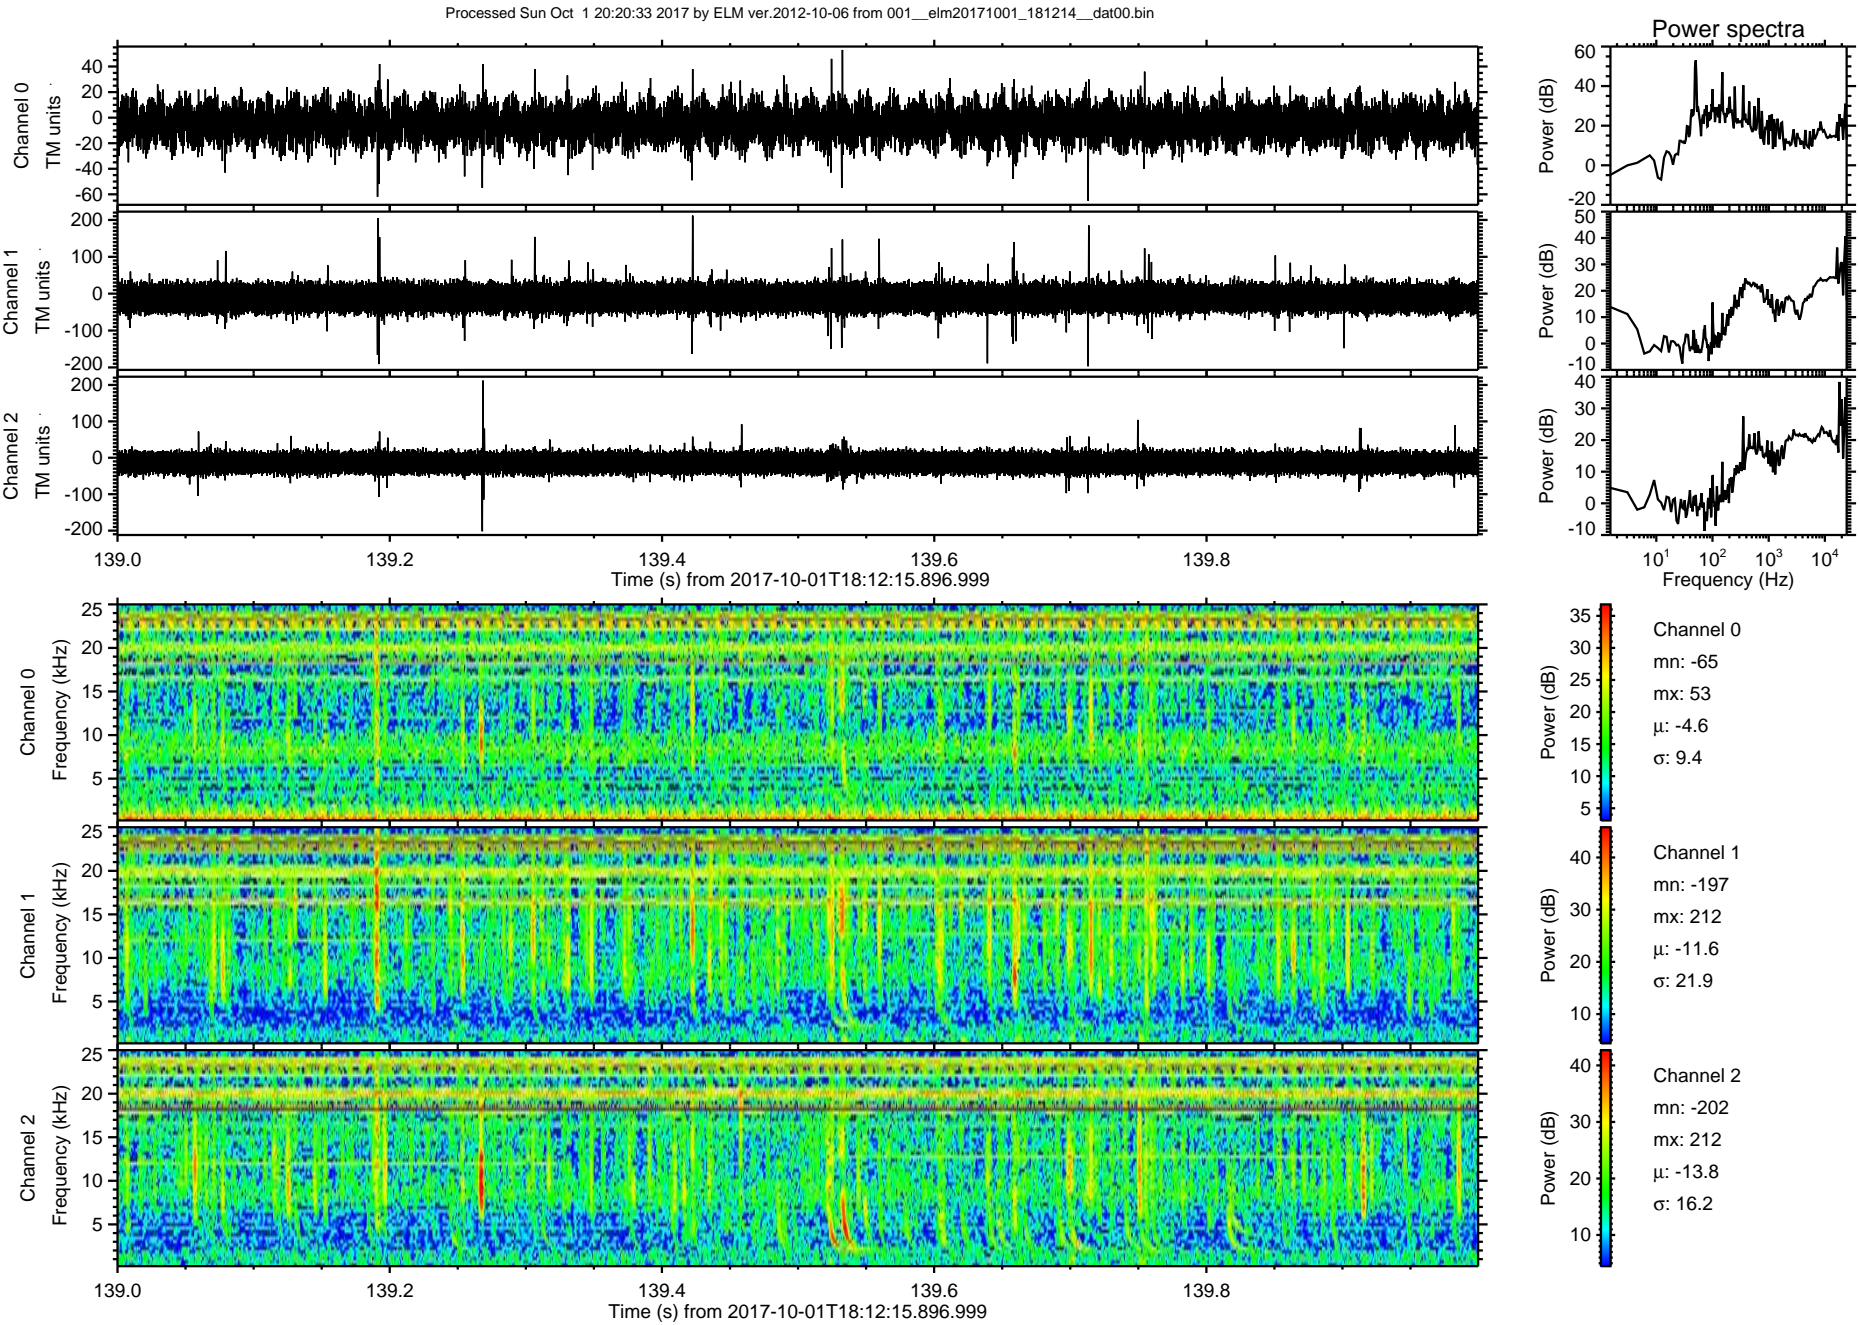 Processed Sun Oct  1 20:20:33 2017 by ELM ver.2012-10-06 from 001__elm20171001_181214__dat00.bin
Power spectra
Channel 0
TM units
40
20
0
-20
-40
-60
Power (dB)
60
40
20
0
-20
Channel 1
TM units
200
100
0
-100
-200
Power (dB)
50
40
30
20
10
0
-10
Channel 2
TM units
200
100
0
-100
-200
Power (dB)
40
30
20
10
0
-10
139.0 139.2 139.4 139.6 139.8
Time (s) from 2017-10-01T18:12:15.896.999
10^1 10^2 10^3 10^4
Frequency (Hz)
Channel 0
Frequency (kHz)
25
20
15
10
5
Power (dB)
35
30
25
20
15
10
5
Channel 0
mn: -65
mx: 53
μ: -4.6
σ: 9.4
Channel 1
Frequency (kHz)
25
20
15
10
5
Power (dB)
40
30
20
10
Channel 1
mn: -197
mx: 212
μ: -11.6
σ: 21.9
Channel 2
Frequency (kHz)
25
20
15
10
5
Power (dB)
40
30
20
10
Channel 2
mn: -202
mx: 212
μ: -13.8
σ: 16.2
139.0 139.2 139.4 139.6 139.8
Time (s) from 2017-10-01T18:12:15.896.999